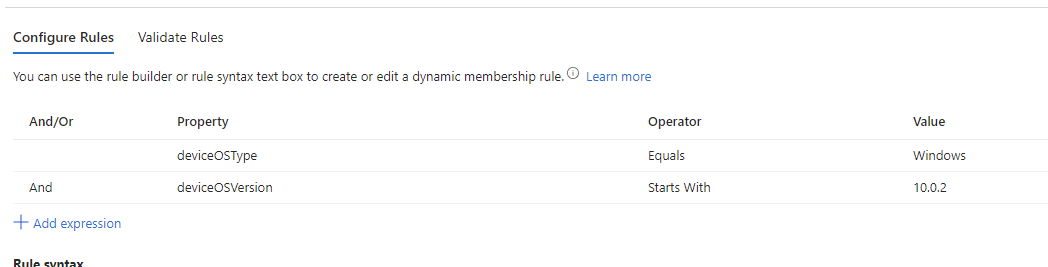 Configure Rules Validate Rules
You can use the rule builder or rule syntax text box to create or edit a dynamic membership rule. Learn more
And/Or Property Operator Value
deviceOSType Equals Windows
And deviceOSVersion Starts With 10.0.2
+ Add expression
Rule syntax